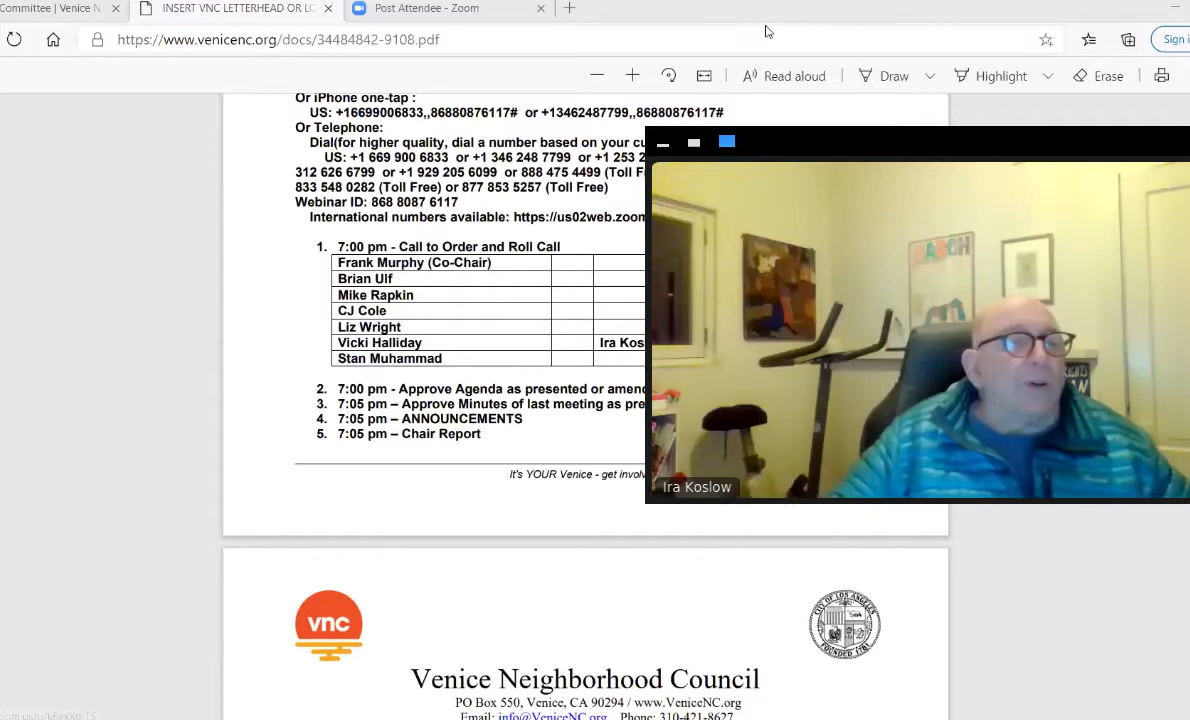 Committee | Venice N
INSERT VNC LETTERHEAD OR LO
Post Attendee - Zoom
https://www.venicenc.org/docs/34484842-9108.pdf
Sign i
Read aloud
Draw
Highlight
Erase
Or iPhone one-tap :
US: +16699006833,,86880876117# or +13462487799,,86880876117#
Or Telephone:
Dial(for higher quality, dial a number based on your cu
US: +1 669 900 6833 or +1 346 248 7799 or +1 253 2
312 626 6799 or +1 929 205 6099 or 888 475 4499 (Toll F
833 548 0282 (Toll Free) or 877 853 5257 (Toll Free)
Webinar ID: 868 8087 6117
International numbers available: https://us02web.zoom
1. 7:00 pm - Call to Order and Roll Call
Frank Murphy (Co-Chair)
Brian Ulf
Mike Rapkin
CJ Cole
Liz Wright
Vicki Halliday Ira Kos
Stan Muhammad
2. 7:00 pm - Approve Agenda as presented or amen
3. 7:05 pm – Approve Minutes of last meeting as pre
4. 7:05 pm – ANNOUNCEMENTS
5. 7:05 pm – Chair Report
It's YOUR Venice - get involv
Ira Koslow
vnc
CITY OF LOS ANGELES
FOUNDED 1781
Venice Neighborhood Council
PO Box 550, Venice, CA 90294 / www.VeniceNC.org
Email: info@VeniceNC.org Phone: 310-421-8627